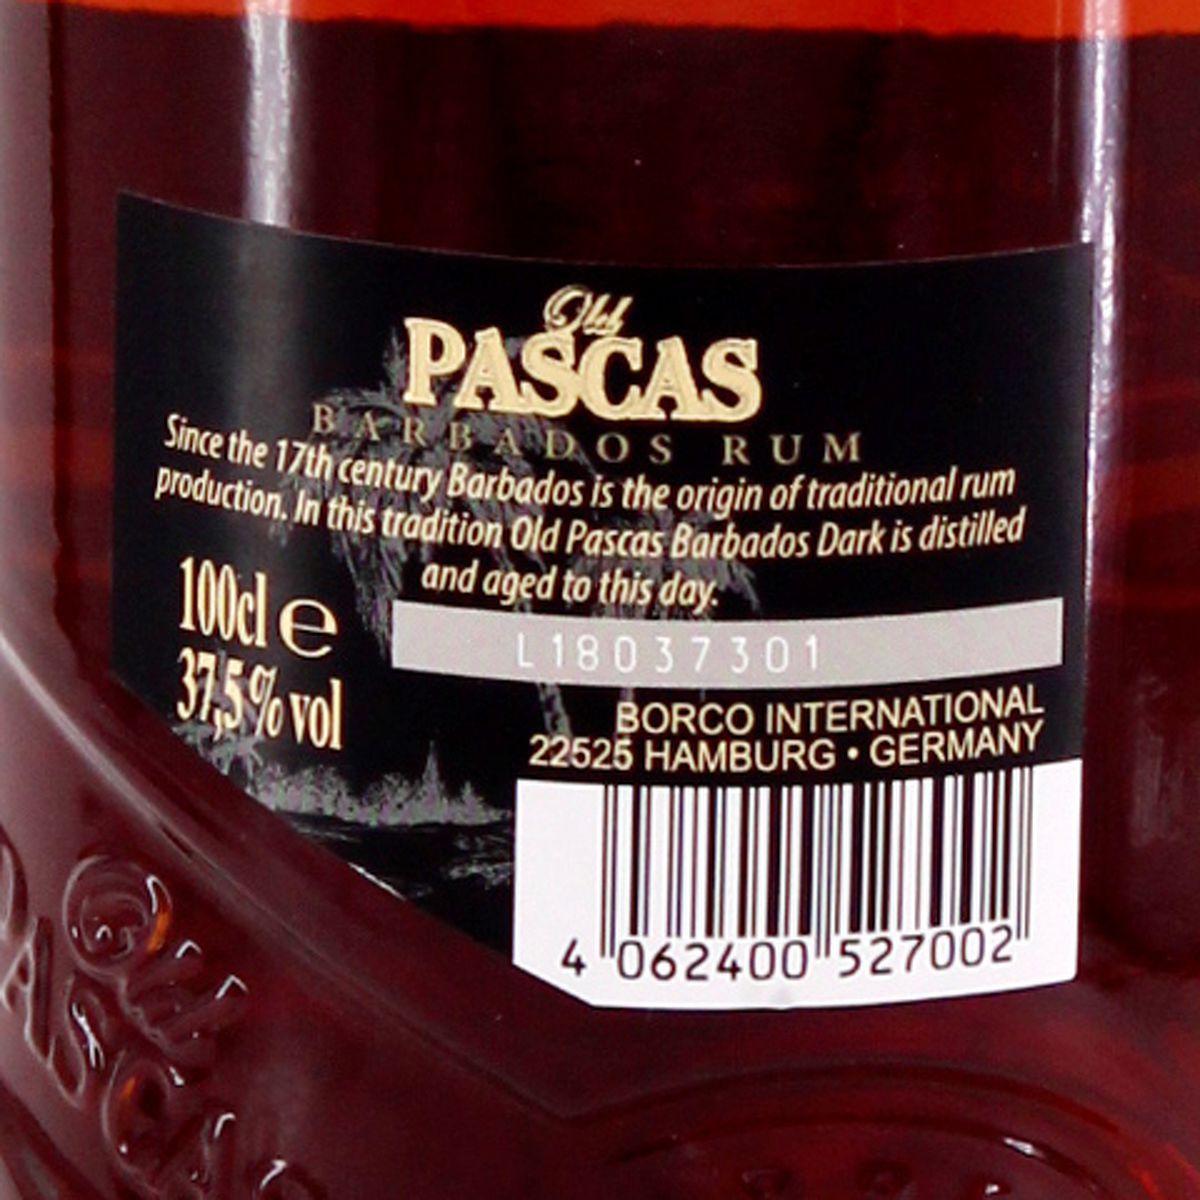 Old
PASCAS
BARBADOS RUM
Since the 17th century Barbados is the origin of traditional rum
production. In this tradition Old Pascas Barbados Dark is distilled
and aged to this day.
100cl ℮
37,5% vol
L18037301
BORCO INTERNATIONAL
22525 HAMBURG • GERMANY
4 062400 527002
Old
PASCAS